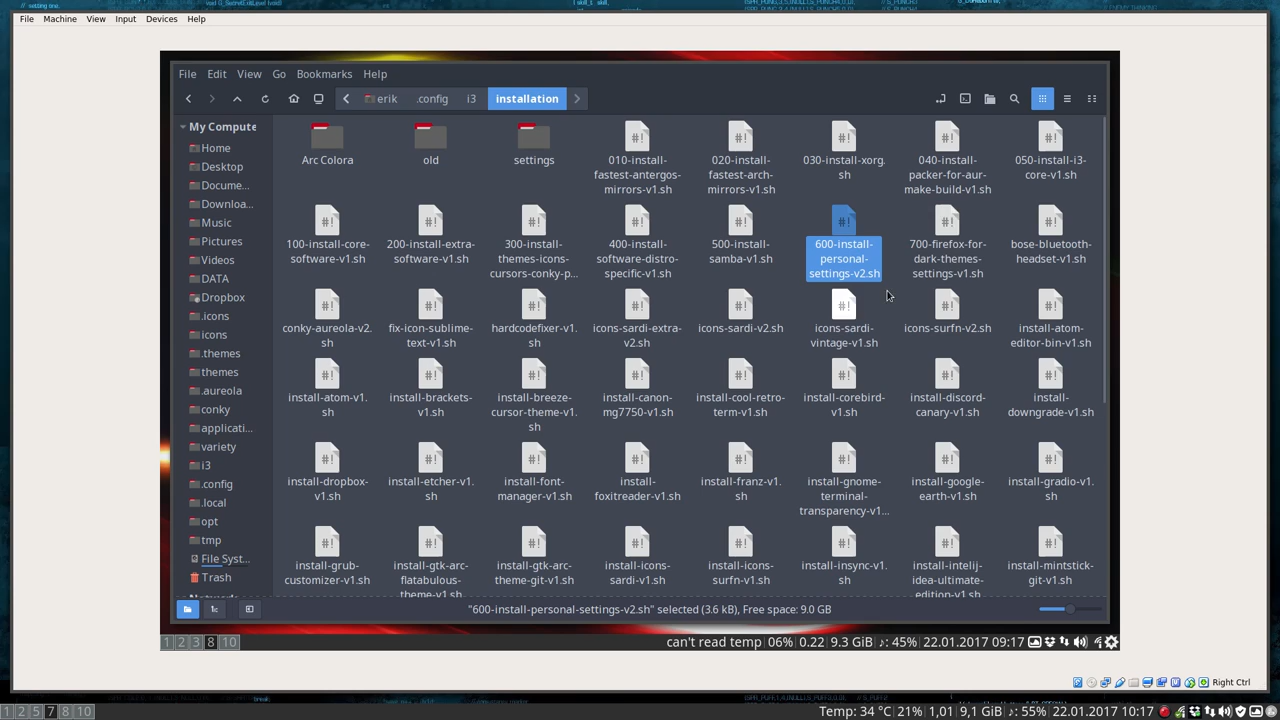 // setting line.
File Machine View Input Devices Help
File Edit View Go Bookmarks Help
erik .config i3 installation
My Compute
Home
Desktop
Docume...
Downloa...
Music
Pictures
Videos
DATA
Dropbox
.icons
icons
.themes
themes
.aureola
conky
applicati...
variety
i3
.config
.local
opt
tmp
File Syst...
Trash
Arc Colora
old
settings
010-install-
fastest-antergos-
mirrors-v1.sh
020-install-
fastest-arch-
mirrors-v1.sh
030-install-xorg.
sh
040-install-
packer-for-aur-
make-build-v1.sh
050-install-i3-
core-v1.sh
100-install-core-
software-v1.sh
200-install-extra-
software-v1.sh
300-install-
themes-icons-
cursors-conky-p...
400-install-
software-distro-
specific-v1.sh
500-install-
samba-v1.sh
600-install-
personal-
settings-v2.sh
700-firefox-for-
dark-themes-
settings-v1.sh
bose-bluetooth-
headset-v1.sh
conky-aureola-v2.
sh
fix-icon-sublime-
text-v1.sh
hardcodefixer-v1.
sh
icons-sardi-extra-
v2.sh
icons-sardi-v2.sh
icons-sardi-
vintage-v1.sh
icons-surfn-v2.sh
install-atom-
editor-bin-v1.sh
install-atom-v1.
sh
install-brackets-
v1.sh
install-breeze-
cursor-theme-v1.
sh
install-canon-
mg7750-v1.sh
install-cool-retro-
term-v1.sh
install-corebird-
v1.sh
install-discord-
canary-v1.sh
install-
downgrade-v1.sh
install-dropbox-
v1.sh
install-etcher-v1.
sh
install-font-
manager-v1.sh
install-
foxitreader-v1.sh
install-franz-v1.
sh
install-gnome-
terminal-
transparency-v1...
install-google-
earth-v1.sh
install-gradio-v1.
sh
install-grub-
customizer-v1.sh
install-gtk-arc-
flatabulous-
theme-v1.sh
install-gtk-arc-
theme-git-v1.sh
install-icons-
sardi-v1.sh
install-icons-
surfn-v1.sh
install-insync-v1.
sh
install-intelij-
idea-ultimate-
edition-v1.sh
install-mintstick-
git-v1.sh
"600-install-personal-settings-v2.sh" selected (3.6 kB), Free space: 9.0 GB
1 2 3 8 10 can't read temp 06% 0.22 9.3 GiB ♪: 45% 22.01.2017 09:17
Right Ctrl
1 2 5 7 8 10 Temp: 34 °C 21% 1,01 9,1 GiB ♪: 55% 22.01.2017 10:17